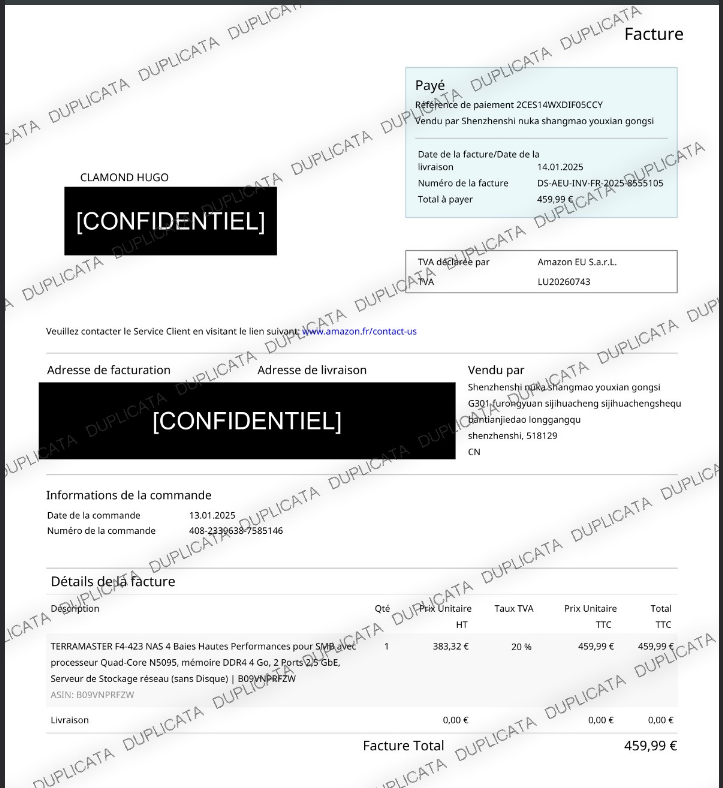 Facture
Payé
Référence de paiement 2CES14WXDIF05CCY
Vendu par Shenzhenshi nuka shangmao youxian gongsi
Date de la facture/Date de la
livraison 14.01.2025
Numéro de la facture DS-AEU-INV-FR-2025-8555105
Total à payer 459,99 €
CLAMOND HUGO
[CONFIDENTIEL]
TVA déclarée par Amazon EU S.a.r.L.
TVA LU20260743
Veuillez contacter le Service Client en visitant le lien suivant: www.amazon.fr/contact-us
Adresse de facturation Adresse de livraison Vendu par
[CONFIDENTIEL]
Shenzhenshi nuka shangmao youxian gongsi
G301 furongyuan sijihuacheng sijihuachengshequ
bantianjiedao longgangqu
shenzhenshi, 518129
CN
Informations de la commande
Date de la commande 13.01.2025
Numéro de la commande 408-2339638-7585146
Détails de la facture
Description Qté Prix Unitaire HT Taux TVA Prix Unitaire TTC Total TTC
TERRAMASTER F4-423 NAS 4 Baies Hautes Performances pour SMB avec 1 383,32 € 20 % 459,99 € 459,99 €
processeur Quad-Core N5095, mémoire DDR4 4 Go, 2 Ports 2,5 GbE,
Serveur de Stockage réseau (sans Disque) | B09VNPRFZW
ASIN: B09VNPRFZW
Livraison 0,00 € 0,00 € 0,00 €
Facture Total 459,99 €
DUPLICATA